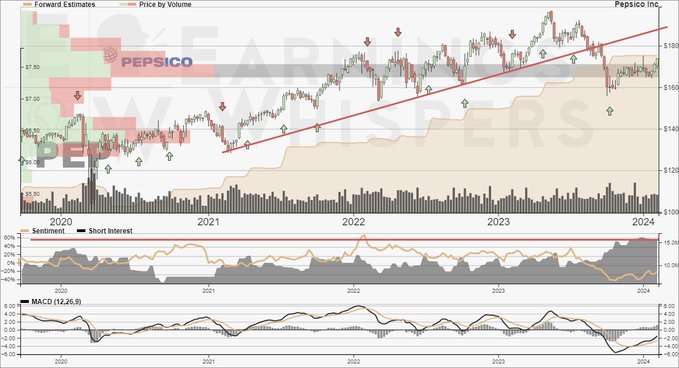 Forward Estimates Price by Volume Pepsico Inc
EARNINGS
WHISPERS
PEPSICO
PEP
$180
$160
$140
$120
$100
$7.50
$7.00
$6.00
$5.50
2020 2021 2022 2023 2024
Sentiment Short Interest
60%
40%
20%
0%
-20%
-40%
15.0M
10.0M
2020 2021 2022 2023 2024
MACD (12,26,9)
6.00 6.00
4.00 4.00
2.00 2.00
0.00 0.00
-2.00 -2.00
-4.00 -4.00
-6.00 -6.00
2020 2021 2022 2023 2024